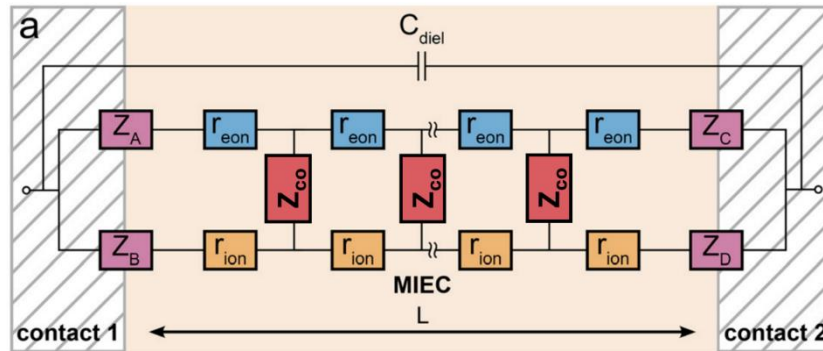 a
C_diel
Z_A r_eon r_eon r_eon r_eon Z_C
Z_co Z_co Z_co
Z_B r_ion r_ion r_ion r_ion Z_D
MIEC
contact 1 L contact 2